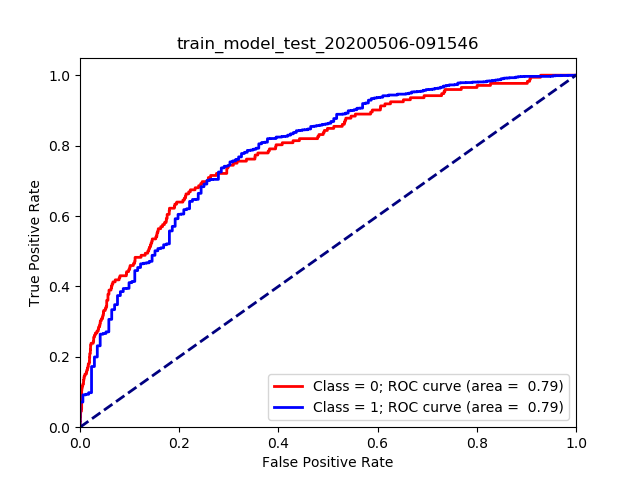 train_model_test_20200506-091546
True Positive Rate
1.0
0.8
0.6
0.4
0.2
0.0
0.0 0.2 0.4 0.6 0.8 1.0
False Positive Rate
Class = 0; ROC curve (area =  0.79)
Class = 1; ROC curve (area =  0.79)